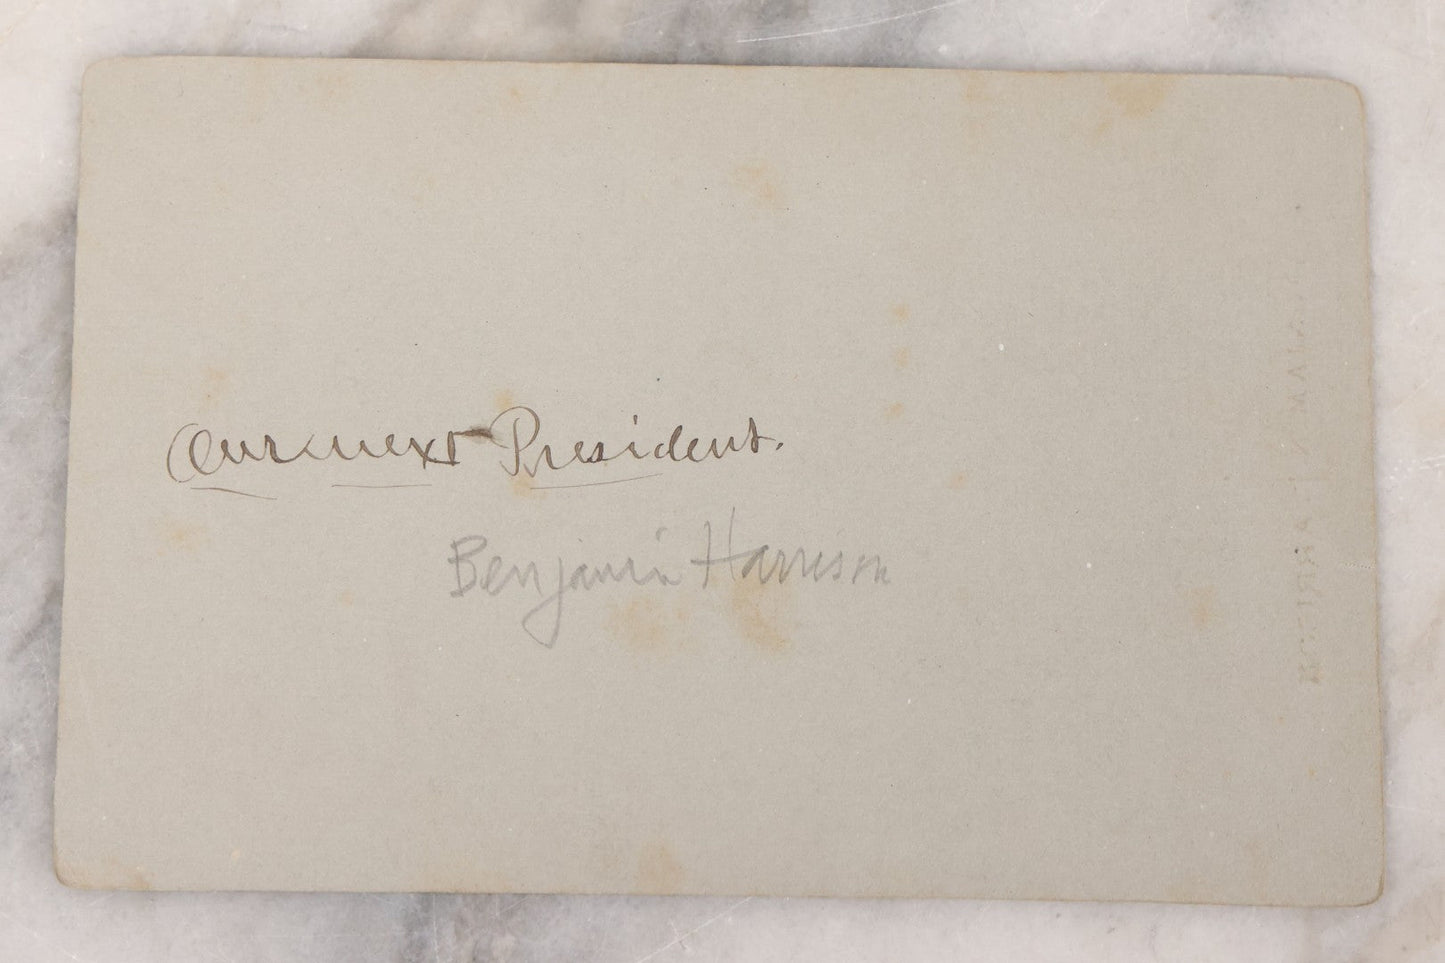 Our next President.
Benjamin Harrison